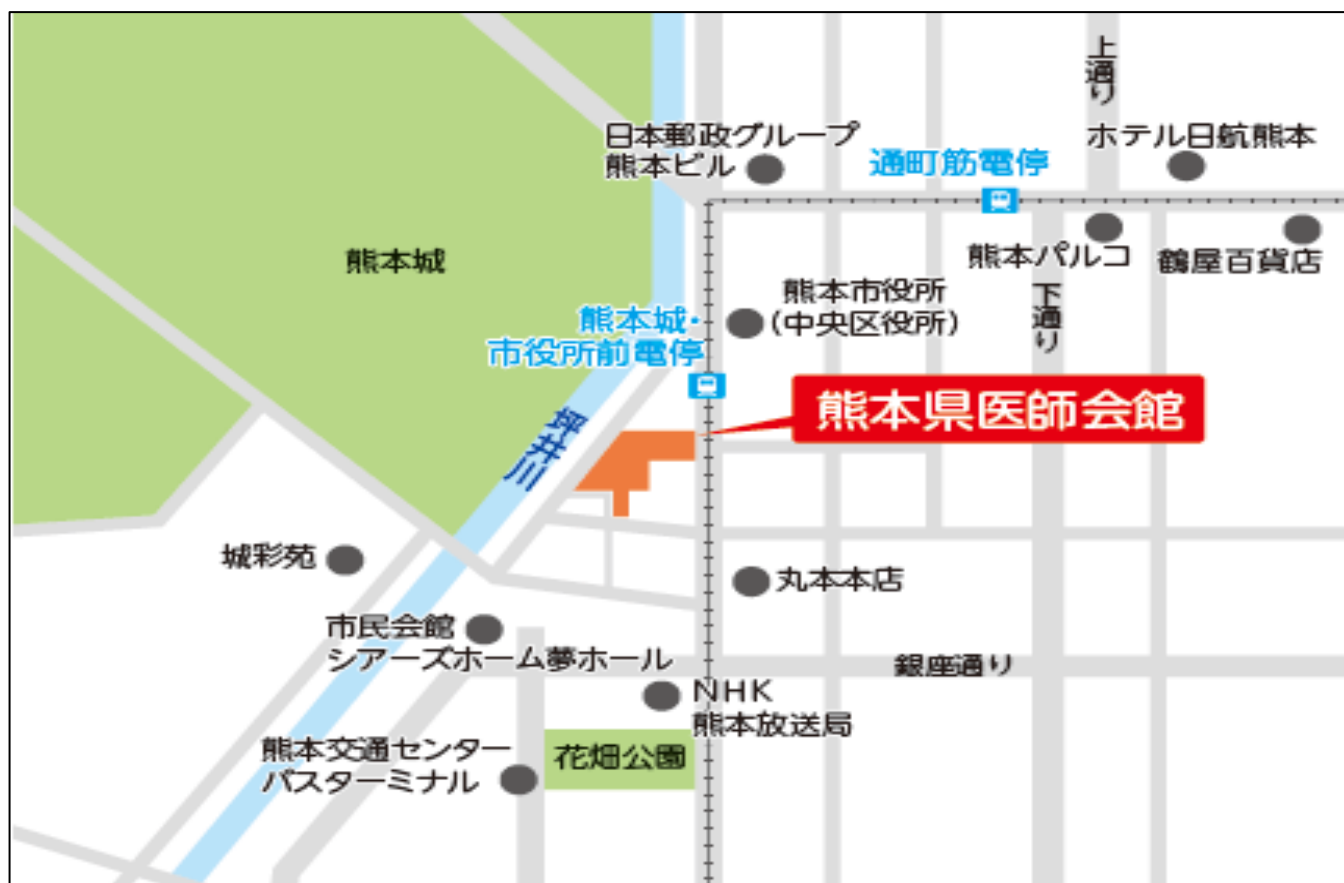 上通り
日本郵政グループ
熊本ビル
ホテル日航熊本
通町筋電停
熊本城
熊本パルコ
鶴屋百貨店
熊本市役所
(中央区役所)
下通り
熊本城・
市役所前電停
熊本県医師会館
坪井川
城彩苑
丸本本店
市民会館
シアーズホーム夢ホール
銀座通り
NHK
熊本放送局
熊本交通センター
バスターミナル
花畑公園